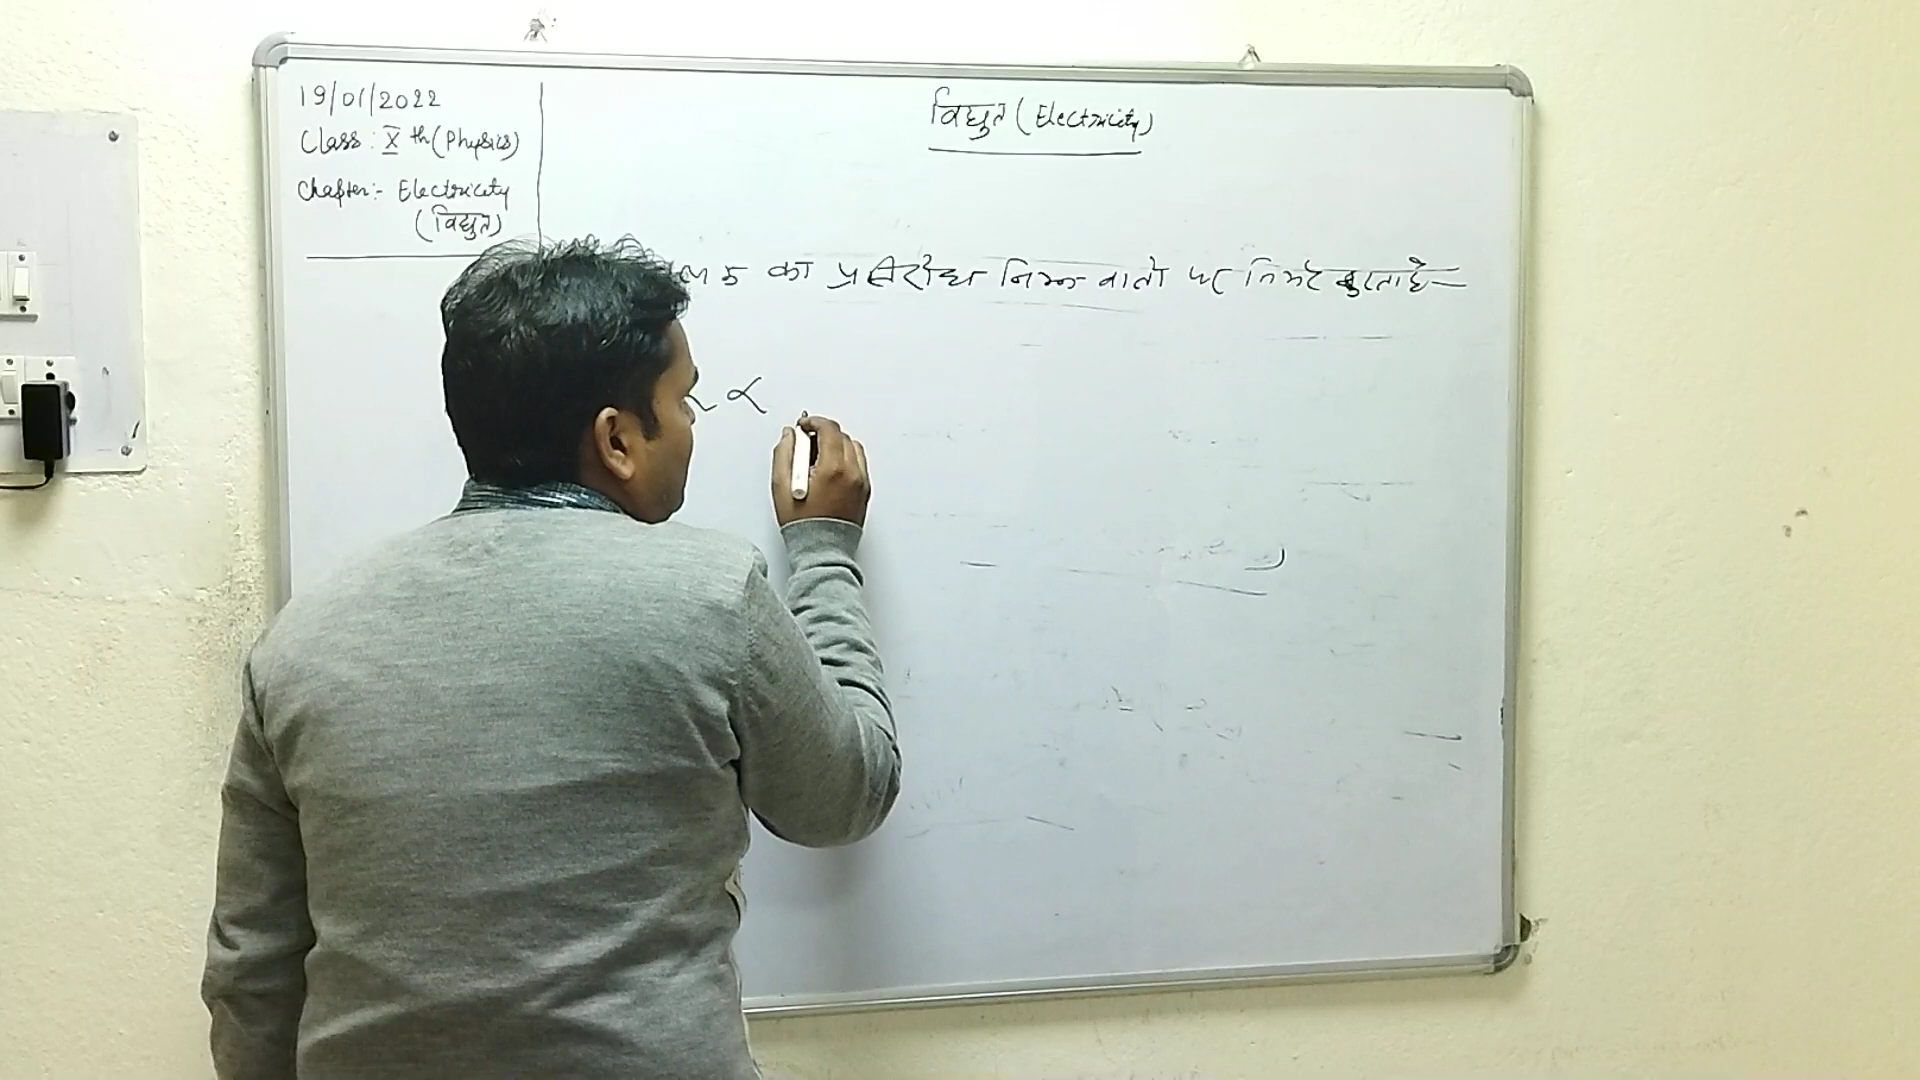 19/01/2022
Class: X th (Physics)
Chapter:- Electricity
(विद्युत)
विद्युत (Electricity)
का प्रतिरोध निम्न बातों पर निर्भर करता है—
∝